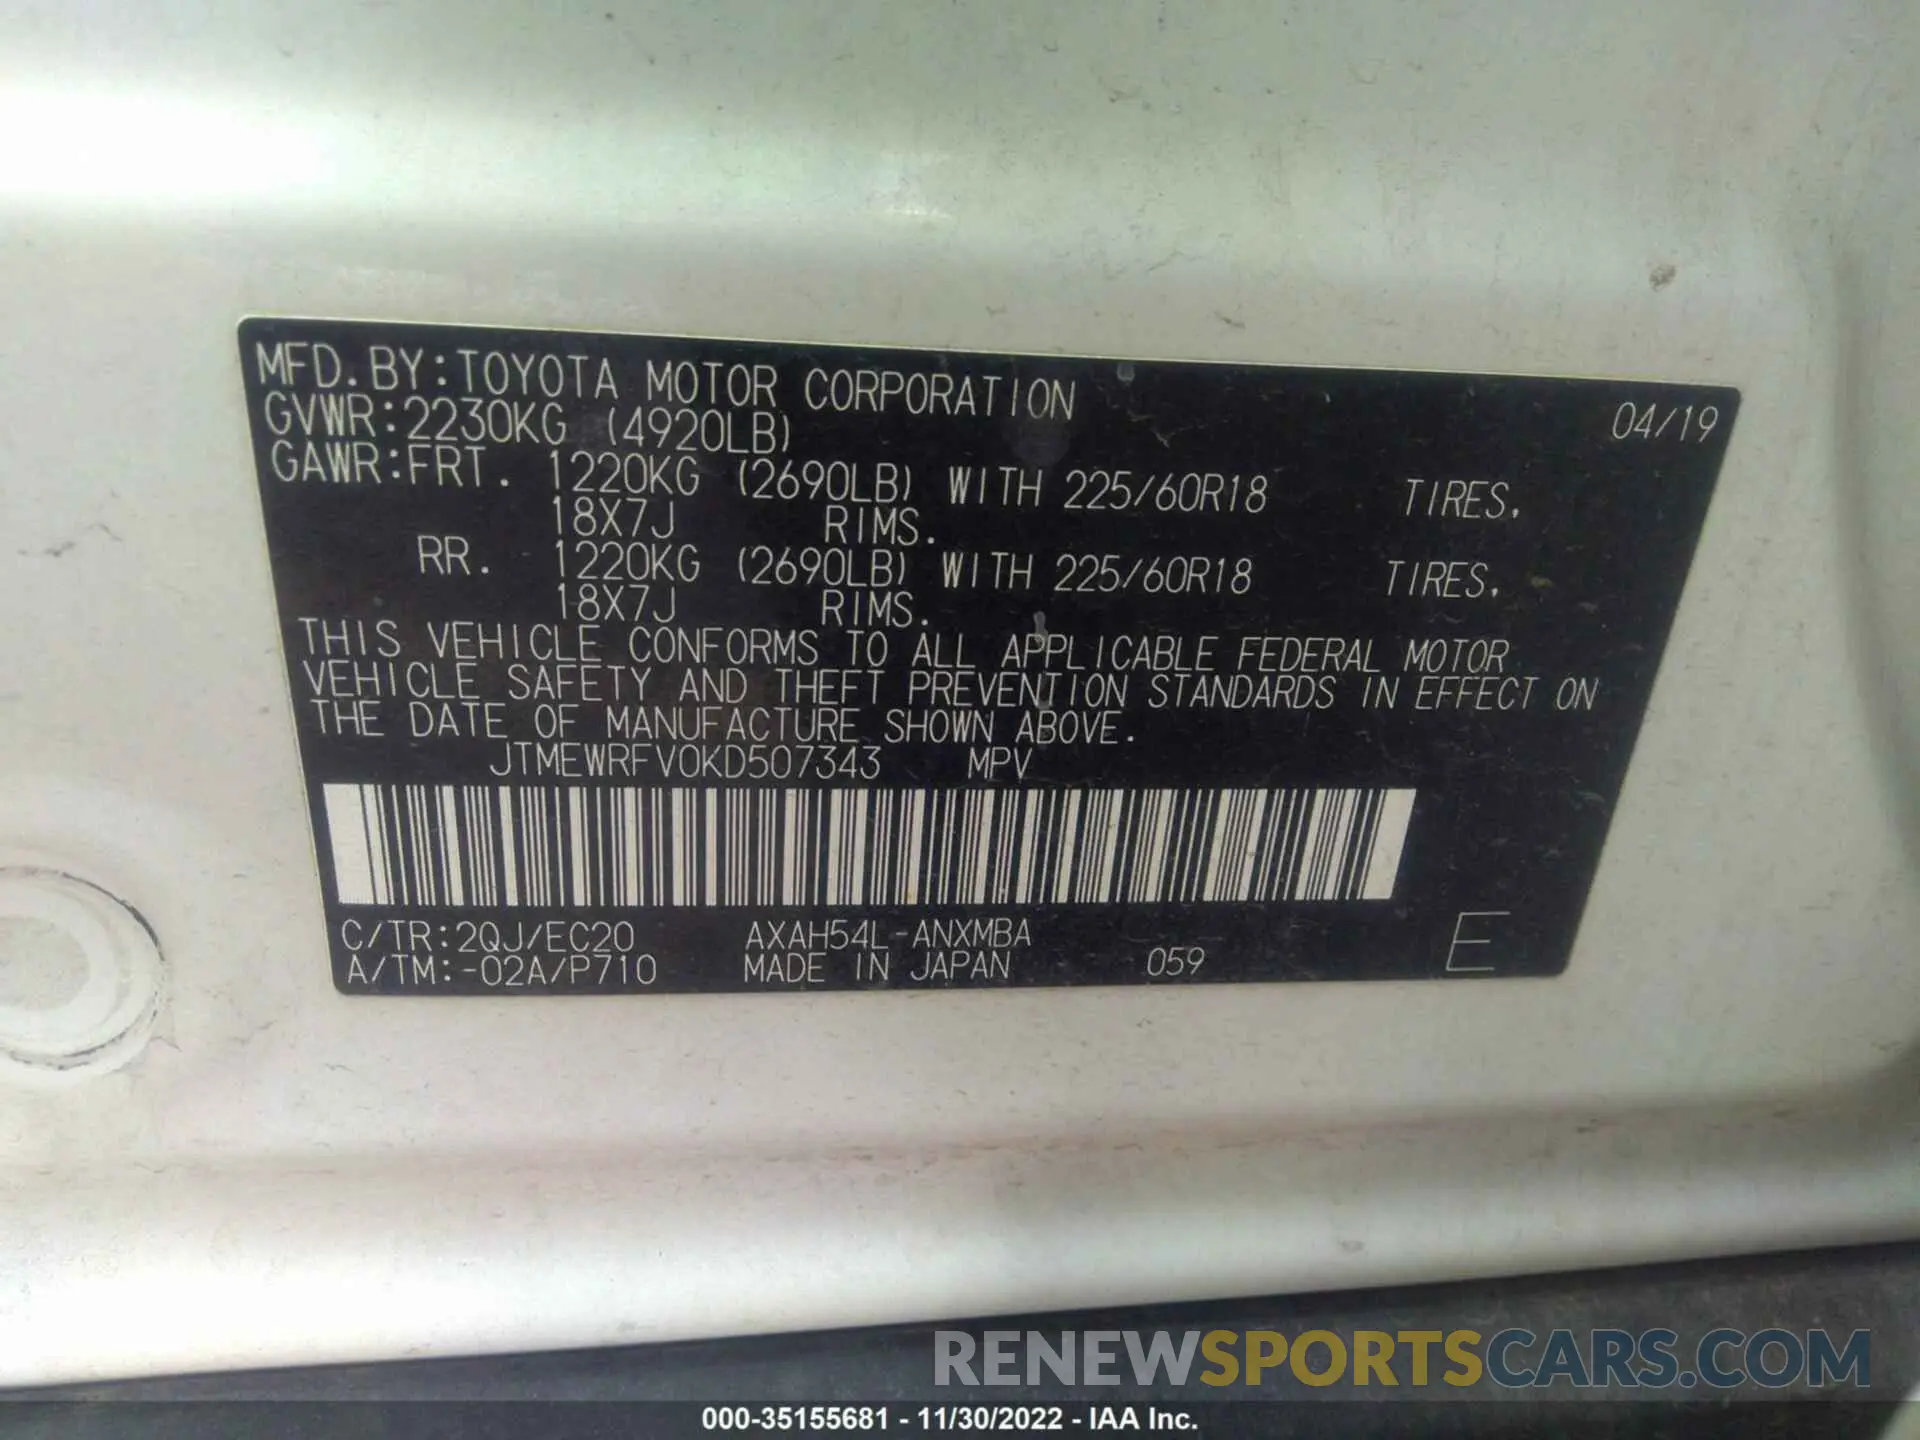 MFD.BY:TOYOTA MOTOR CORPORATION 04/19
GVWR:2230KG (4920LB)
GAWR:FRT. 1220KG (2690LB) WITH 225/60R18 TIRES,
18X7J RIMS.
RR. 1220KG (2690LB) WITH 225/60R18 TIRES,
18X7J RIMS.
THIS VEHICLE CONFORMS TO ALL APPLICABLE FEDERAL MOTOR
VEHICLE SAFETY AND THEFT PREVENTION STANDARDS IN EFFECT ON
THE DATE OF MANUFACTURE SHOWN ABOVE.
JTMEWRFV0KD507343 MPV
C/TR:2QJ/EC20 AXAH54L-ANXMBA E
A/TM:-02A/P710 MADE IN JAPAN 059
RENEWSPORTSCARS.COM
000-35155681 - 11/30/2022 - IAA Inc.